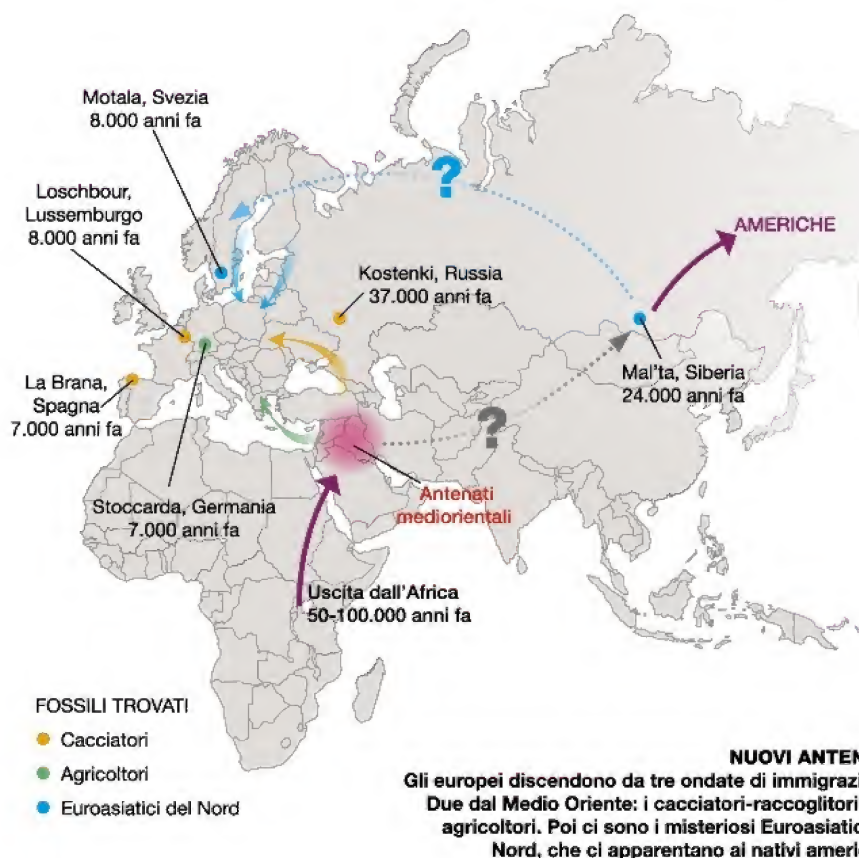 Motala, Svezia
8.000 anni fa
Loschbour,
Lussemburgo
8.000 anni fa
?
AMERICHE
Kostenki, Russia
37.000 anni fa
La Brana,
Spagna
7.000 anni fa
Mal'ta, Siberia
24.000 anni fa
?
Stoccarda, Germania
7.000 anni fa
Antenati
mediorientali
Uscita dall'Africa
50-100.000 anni fa
FOSSILI TROVATI
Cacciatori
Agricoltori
Euroasiatici del Nord
NUOVI ANTEN
Gli europei discendono da tre ondate di immigrazi
Due dal Medio Oriente: i cacciatori-raccoglitori
agricoltori. Poi ci sono i misteriosi Euroasiatic
Nord, che ci apparentano ai nativi americ